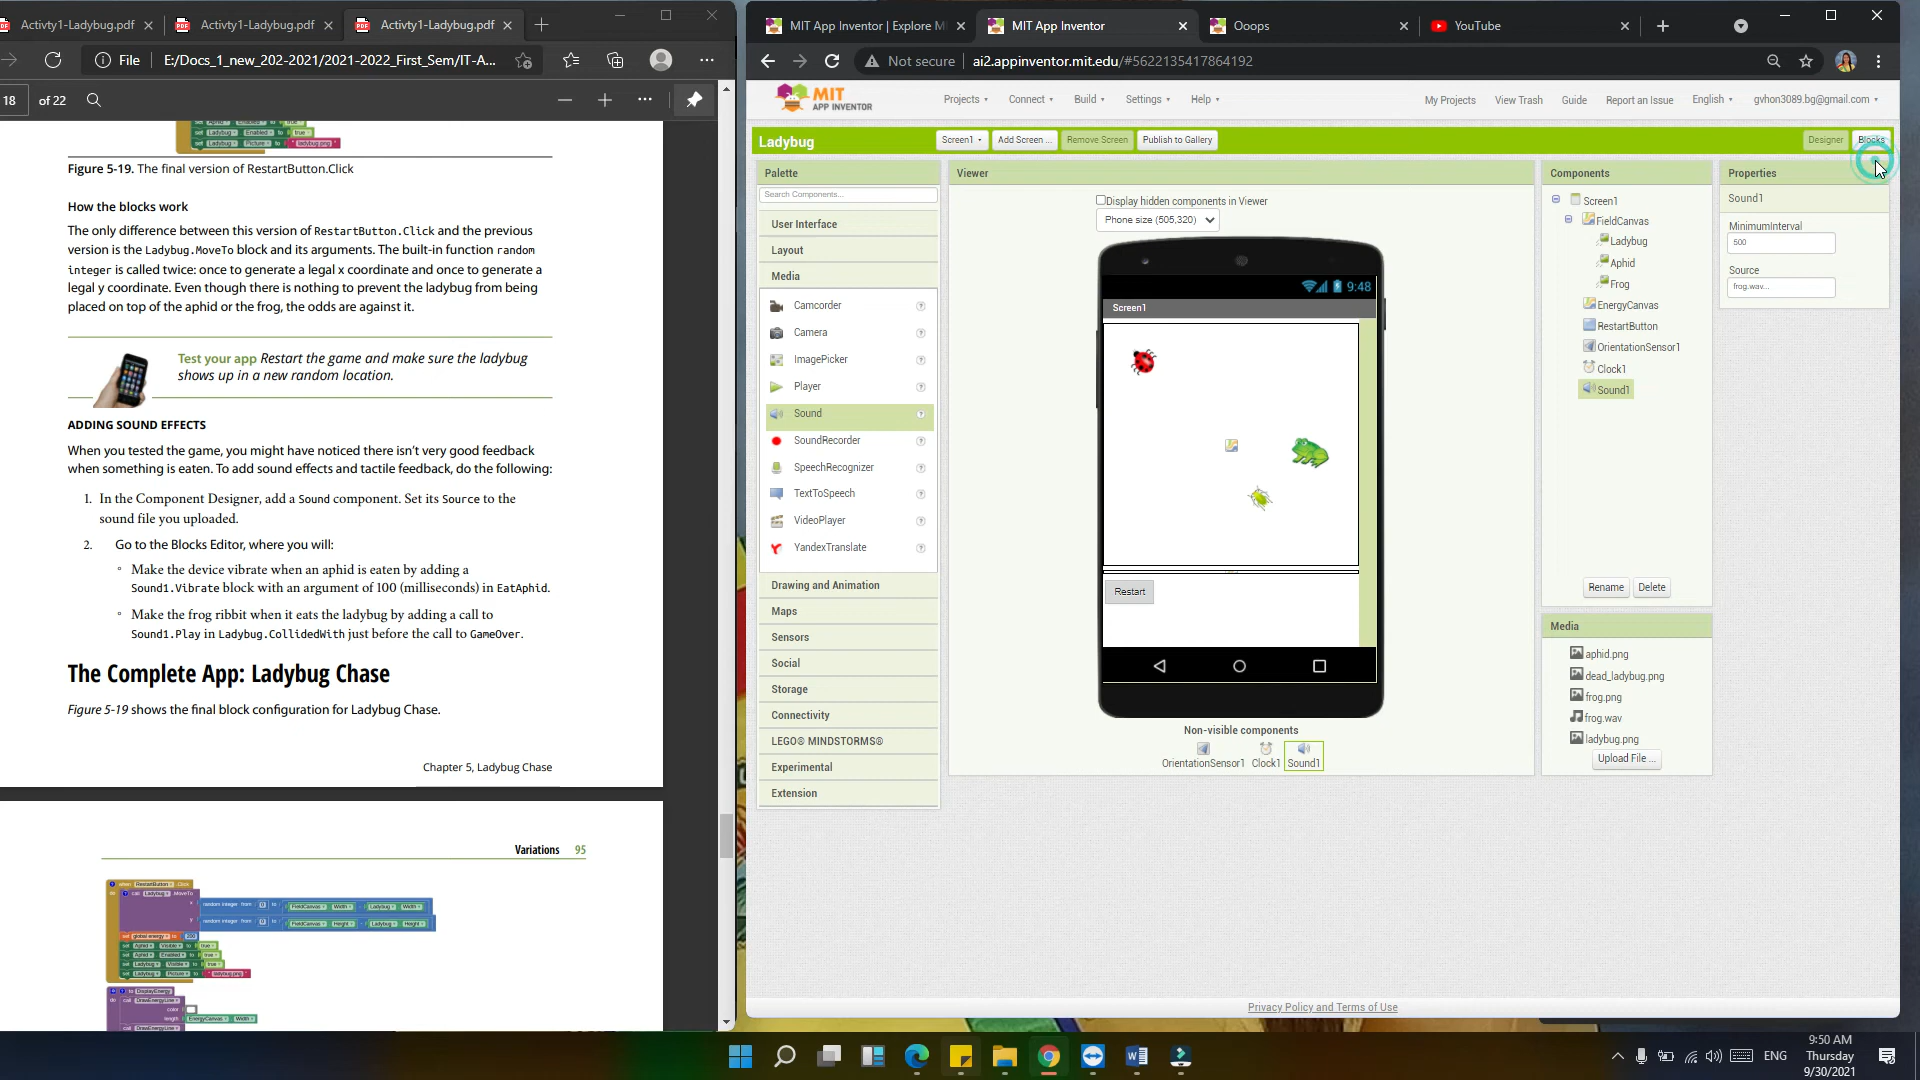 Activty1-Ladybug.pdf
Activty1-Ladybug.pdf
Activty1-Ladybug.pdf
File
E:/Docs_1_new_202-2021/2021-2022_First_Sem/IT-A...
18
of 22
Figure 5-19. The final version of RestartButton.Click
How the blocks work
The only difference between this version of RestartButton.Click and the previous
version is the Ladybug.MoveTo block and its arguments. The built-in function random
integer is called twice: once to generate a legal x coordinate and once to generate a
legal y coordinate. Even though there is nothing to prevent the ladybug from being
placed on top of the aphid or the frog, the odds are against it.
Test your app Restart the game and make sure the ladybug
shows up in a new random location.
ADDING SOUND EFFECTS
When you tested the game, you might have noticed there isn't very good feedback
when something is eaten. To add sound effects and tactile feedback, do the following:
1. In the Component Designer, add a Sound component. Set its Source to the
sound file you uploaded.
2. Go to the Blocks Editor, where you will:
◦ Make the device vibrate when an aphid is eaten by adding a
Sound1.Vibrate block with an argument of 100 (milliseconds) in EatAphid.
◦ Make the frog ribbit when it eats the ladybug by adding a call to
Sound1.Play in Ladybug.CollidedWith just before the call to GameOver.
The Complete App: Ladybug Chase
Figure 5-19 shows the final block configuration for Ladybug Chase.
Chapter 5, Ladybug Chase
Variations 95
MIT App Inventor | Explore M
MIT App Inventor
Ooops
YouTube
Not secure
ai2.appinventor.mit.edu/#5622135417864192
MIT
APP INVENTOR
Projects
Connect
Build
Settings
Help
My Projects
View Trash
Guide
Report an Issue
English
gvhon3089.bg@gmail.com
Ladybug
Screen1
Add Screen ...
Remove Screen
Publish to Gallery
Designer
Blocks
Palette
Search Components...
User Interface
Layout
Media
Camcorder
Camera
ImagePicker
Player
Sound
SoundRecorder
SpeechRecognizer
TextToSpeech
VideoPlayer
YandexTranslate
Drawing and Animation
Maps
Sensors
Social
Storage
Connectivity
LEGO® MINDSTORMS®
Experimental
Extension
Viewer
Display hidden components in Viewer
Phone size (505,320)
9:48
Screen1
Restart
Non-visible components
OrientationSensor1
Clock1
Sound1
Components
Screen1
FieldCanvas
Ladybug
Aphid
Frog
EnergyCanvas
RestartButton
OrientationSensor1
Clock1
Sound1
Rename
Delete
Media
aphid.png
dead_ladybug.png
frog.png
frog.wav
ladybug.png
Upload File ...
Properties
Sound1
MinimumInterval
500
Source
frog.wav...
Privacy Policy and Terms of Use
ENG
9:50 AM
Thursday
9/30/2021